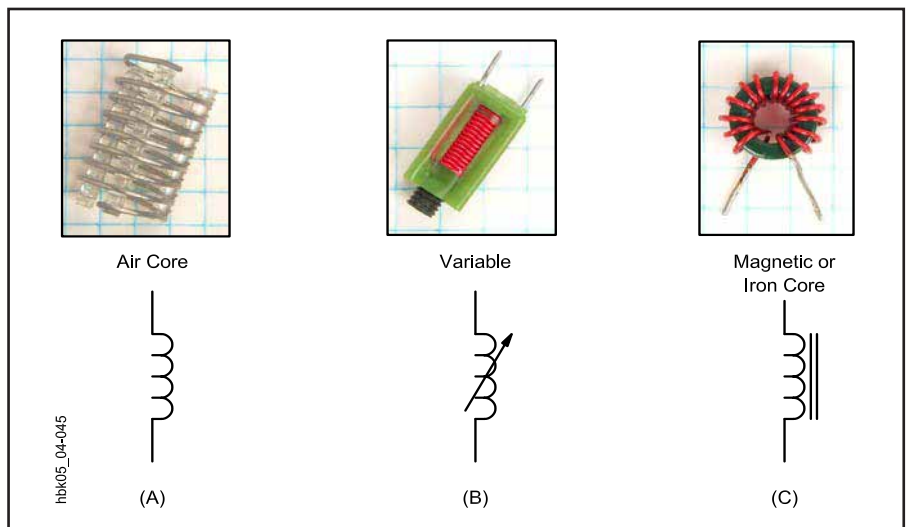 Air Core
Variable
Magnetic or
Iron Core
hbk05_04-045
(A)
(B)
(C)